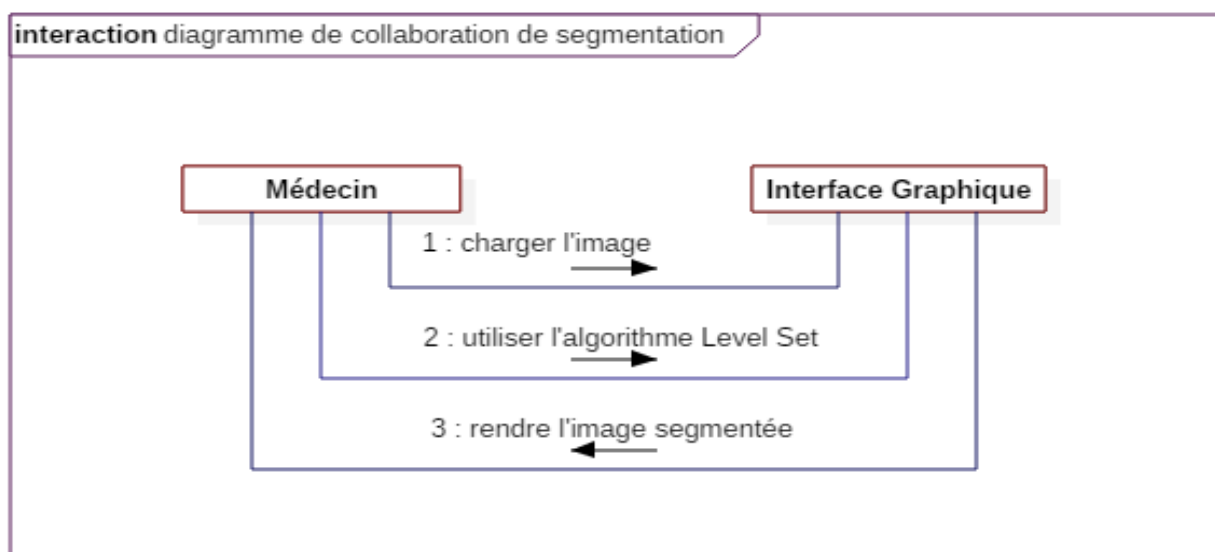 interaction diagramme de collaboration de segmentation
Médecin
Interface Graphique
1 : charger l'image
2 : utiliser l'algorithme Level Set
3 : rendre l'image segmentée